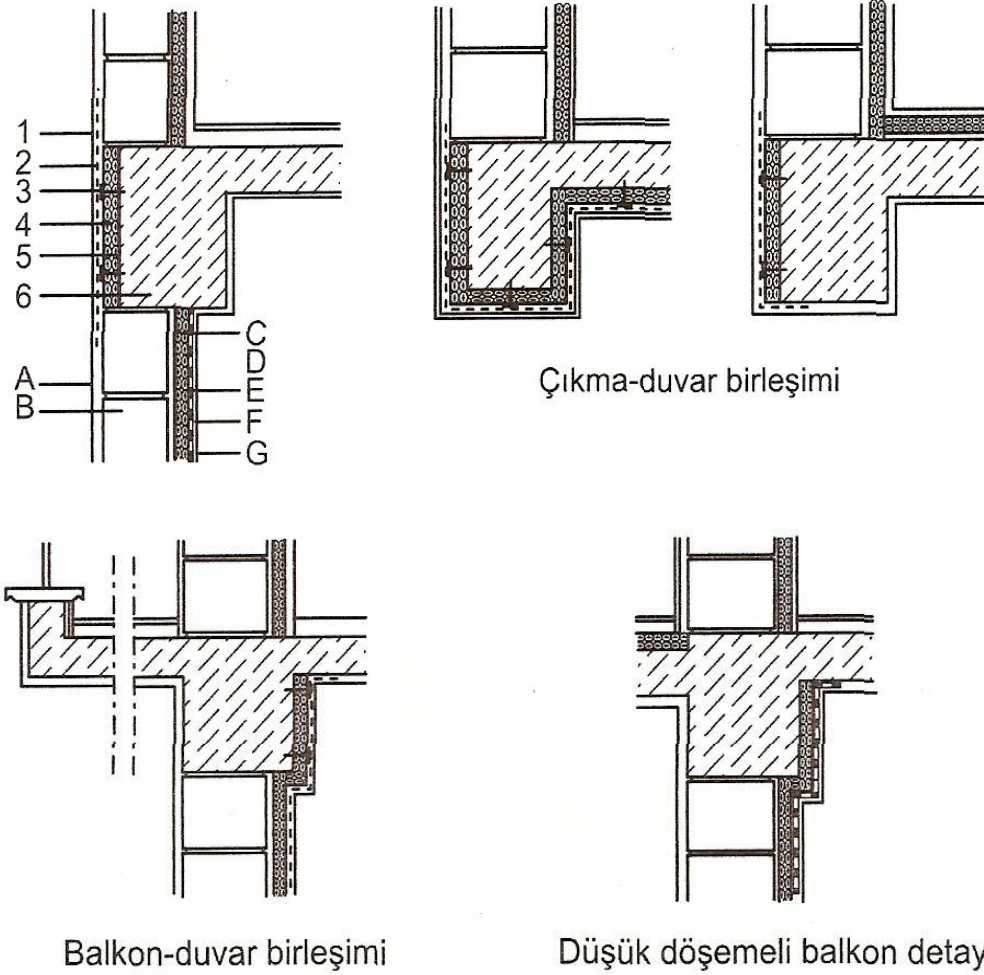 1
2
3
4
5
6
A
B
C
D
E
F
G
Çıkma-duvar birleşimi
Balkon-duvar birleşimi
Düşük döşemeli balkon detay